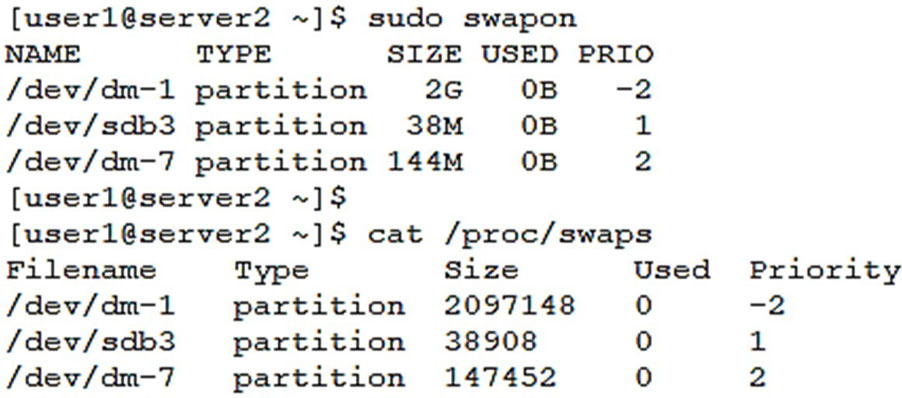 [user1@server2 ~]$ sudo swapon
NAME TYPE SIZE USED PRIO
/dev/dm-1 partition 2G 0B -2
/dev/sdb3 partition 38M 0B 1
/dev/dm-7 partition 144M 0B 2
[user1@server2 ~]$
[user1@server2 ~]$ cat /proc/swaps
Filename Type Size Used Priority
/dev/dm-1 partition 2097148 0 -2
/dev/sdb3 partition 38908 0 1
/dev/dm-7 partition 147452 0 2